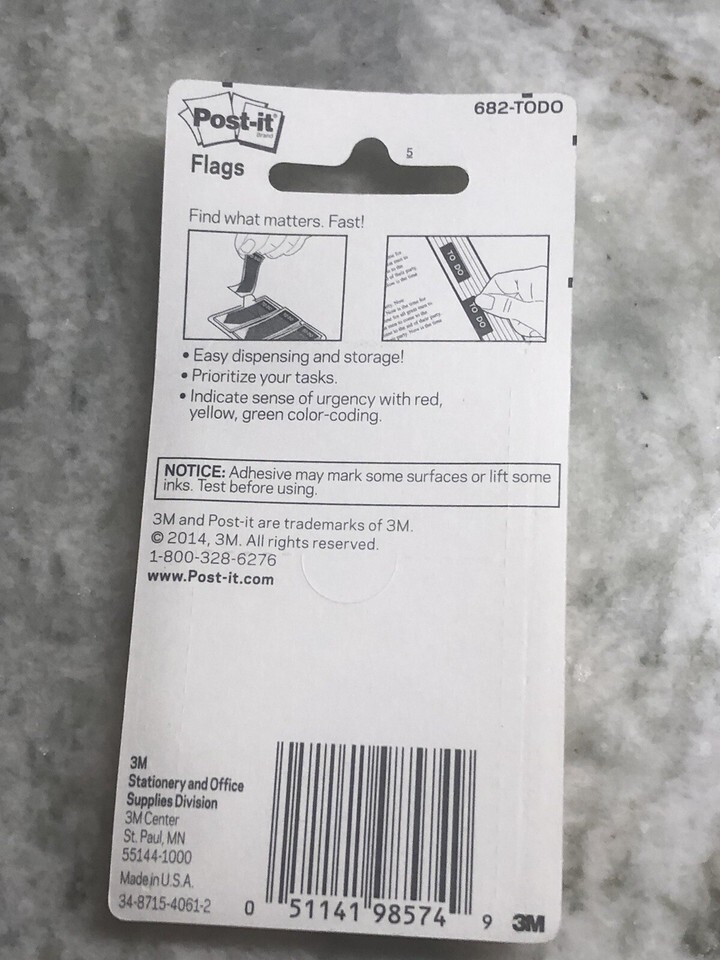 Post-it
Brand
682-TODO
Flags
5
Find what matters. Fast!
TO DO
TO DO
• Easy dispensing and storage!
• Prioritize your tasks.
• Indicate sense of urgency with red,
yellow, green color-coding.
NOTICE: Adhesive may mark some surfaces or lift some
inks. Test before using.
3M and Post-it are trademarks of 3M.
© 2014, 3M. All rights reserved.
1-800-328-6276
www.Post-it.com
3M
Stationery and Office
Supplies Division
3M Center
St. Paul, MN
55144-1000
Made in U.S.A.
34-8715-4061-2
0 51141 98574 9
3M